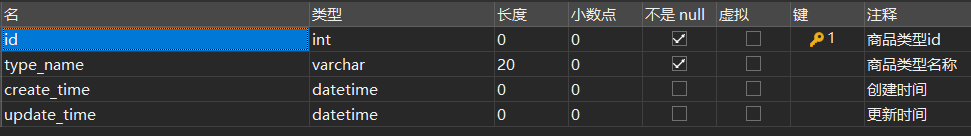 名 类型 长度 小数点 不是 null 虚拟 键 注释
id int 0 0 1 商品类型id
type_name varchar 20 0 商品类型名称
create_time datetime 0 0 创建时间
update_time datetime 0 0 更新时间